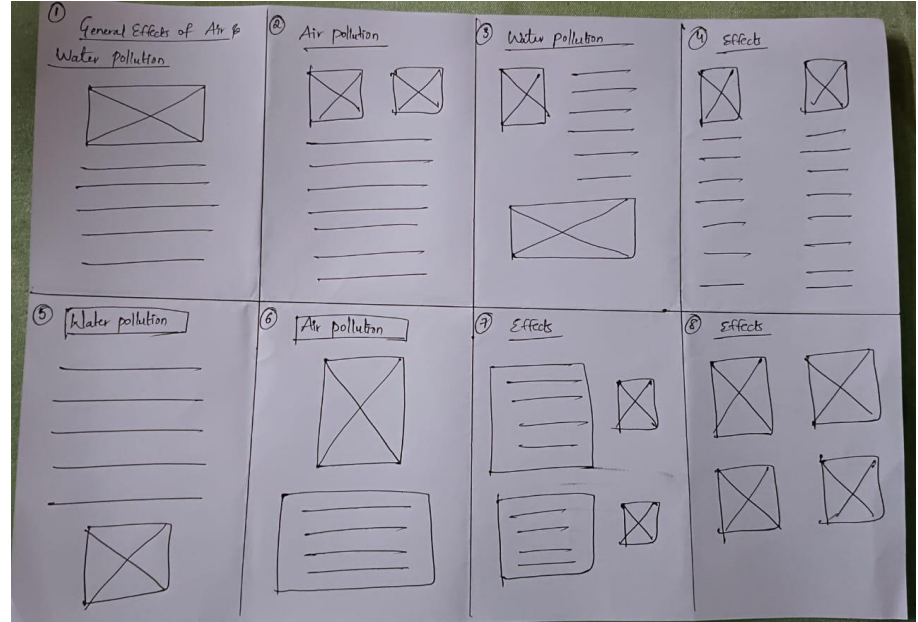 ① General Effects of Air &
Water Pollution
② Air pollution
③ Water Pollution
④ Effects
⑤ Water pollution
⑥ Air pollution
⑦ Effects
⑧ Effects